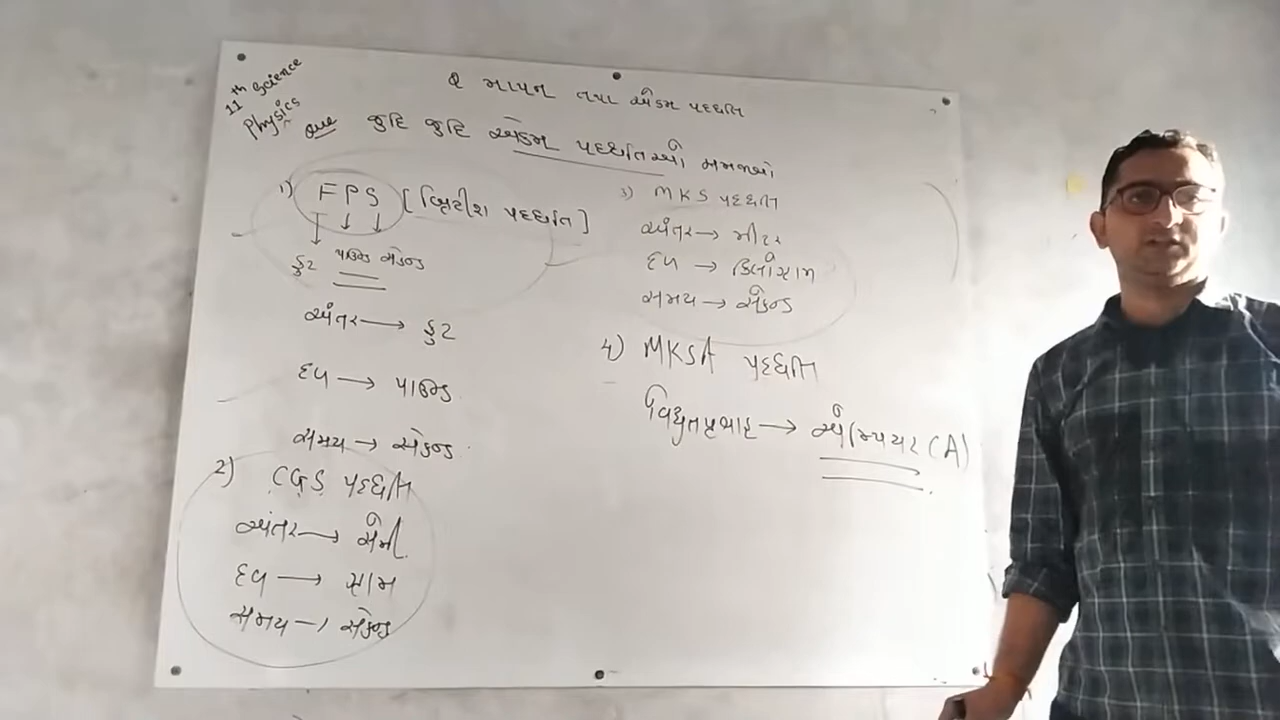 11th Science
Physics
૨ માપન તથા એકમ પદ્ધતિ
Que જુદિ જુદિ એકમ પદ્ધતિઓ સમજાવો
1) FPS [બ્રિટીશ પદ્ધતિ]
ફુટ પાઉન્ડ સેકન્ડ
અંતર → ફુટ
દળ → પાઉન્ડ
સમય → સેકન્ડ
2) CGS પદ્ધતિ
અંતર → સેમી
દળ → ગ્રામ
સમય → સેકન્ડ
3) MKS પદ્ધતિ
અંતર → મીટર
દળ → કિલોગ્રામ
સમય → સેકન્ડ
4) MKSA પદ્ધતિ
વિદ્યુતપ્રવાહ → એમ્પિયર (A)